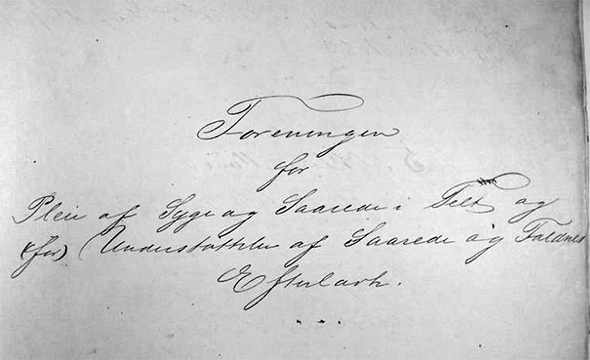 Foreningen
for
Pleie af Syge og Saarede i Felt og
(for) Understøttelse af Saarede og Faldnes
Efterladte.